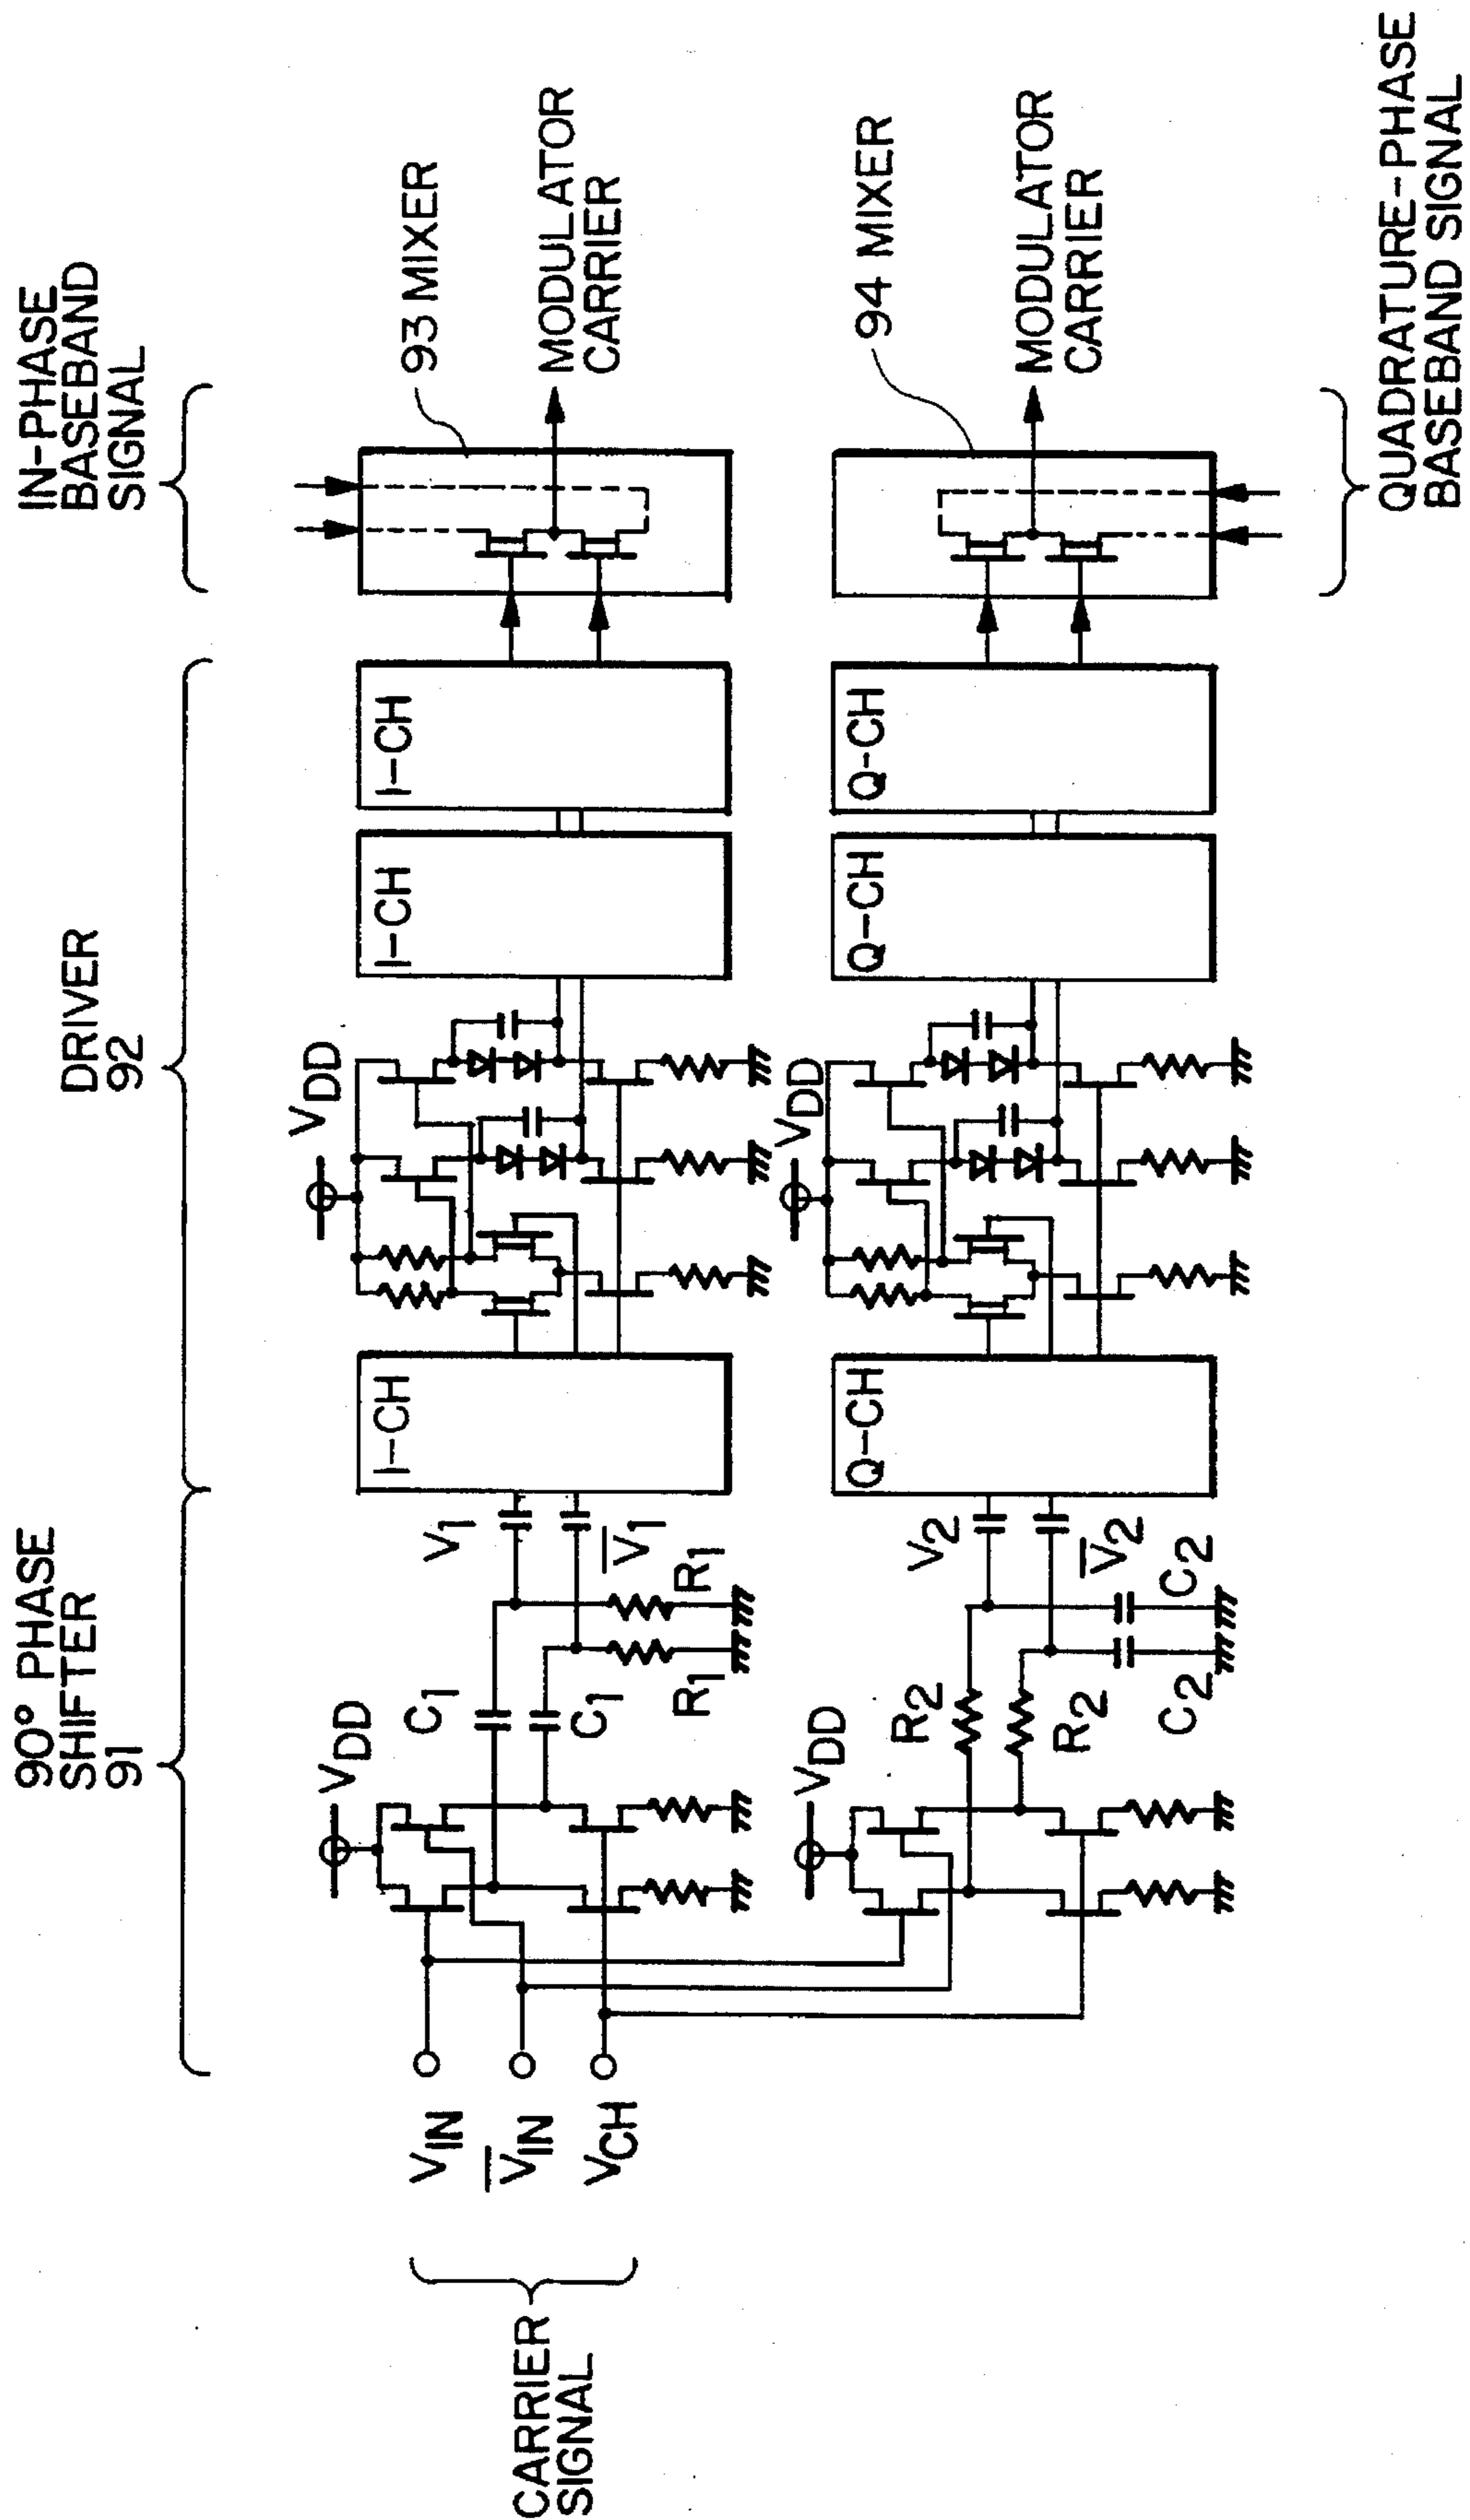 90° PHASE
SHIFTER
91
DRIVER
92
IN-PHASE
BASEBAND
SIGNAL
CARRIER
SIGNAL
VIN
V̅IN
VCH
VDD
C1
C1
R1
R1
V1
V̅1
I-CH
VDD
I-CH
I-CH
93 MIXER
MODULATOR
CARRIER
VDD
R2
R2
C2
C2
V2
V̅2
Q-CH
VDD
Q-CH
Q-CH
94 MIXER
MODULATOR
CARRIER
QUADRATURE-PHASE
BASEBAND SIGNAL